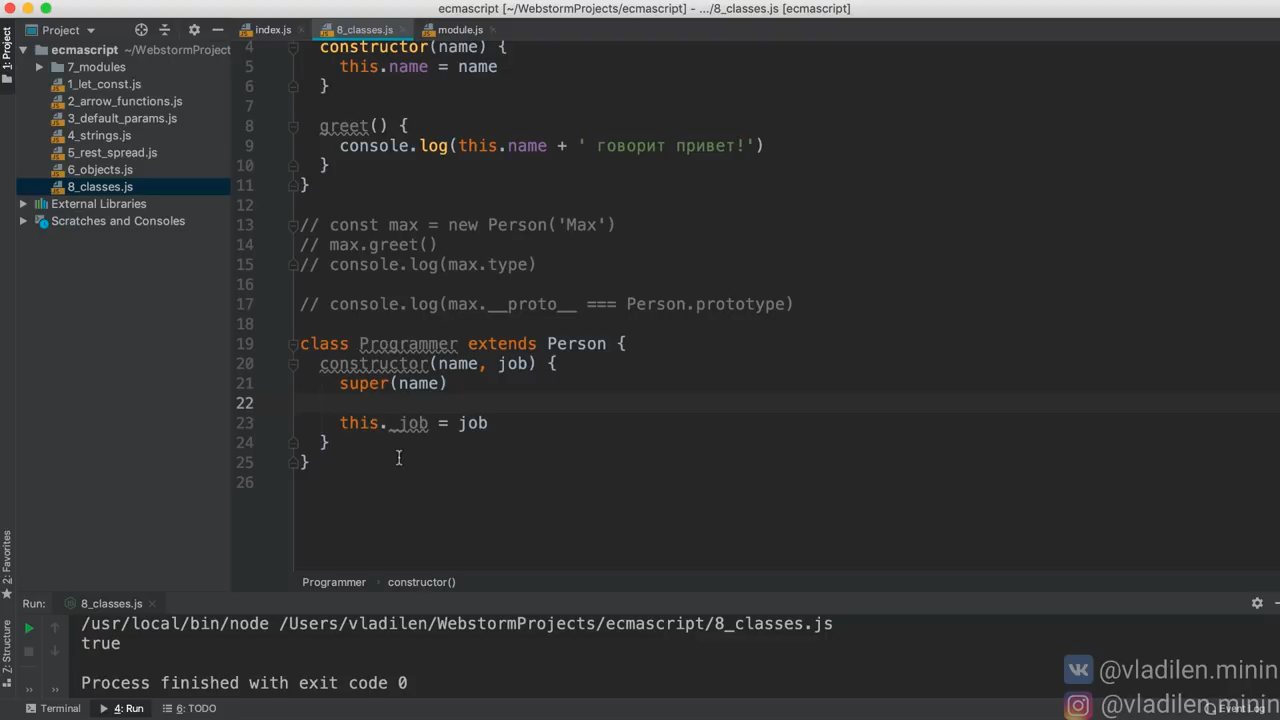 ecmascript [~/WebstormProjects/ecmascript] - .../8_classes.js [ecmascript]
1: Project
Project
index.js
8_classes.js
module.js
ecmascript ~/WebstormProject
7_modules
1_let_const.js
2_arrow_functions.js
3_default_params.js
4_strings.js
5_rest_spread.js
6_objects.js
8_classes.js
External Libraries
Scratches and Consoles
4 constructor(name) {
5 this.name = name
6 }
7
8 greet() {
9 console.log(this.name + ' говорит привет!')
10 }
11 }
12
13 // const max = new Person('Max')
14 // max.greet()
15 // console.log(max.type)
16
17 // console.log(max.__proto__ === Person.prototype)
18
19 class Programmer extends Person {
20 constructor(name, job) {
21 super(name)
22
23 this._job = job
24 }
25 }
26
Programmer › constructor()
2: Favorites
Z: Structure
Run: 8_classes.js
/usr/local/bin/node /Users/vladilen/WebstormProjects/ecmascript/8_classes.js
true
Process finished with exit code 0
@vladilen.minin
@vladilen.minin
Terminal
4: Run
6: TODO
Event Log